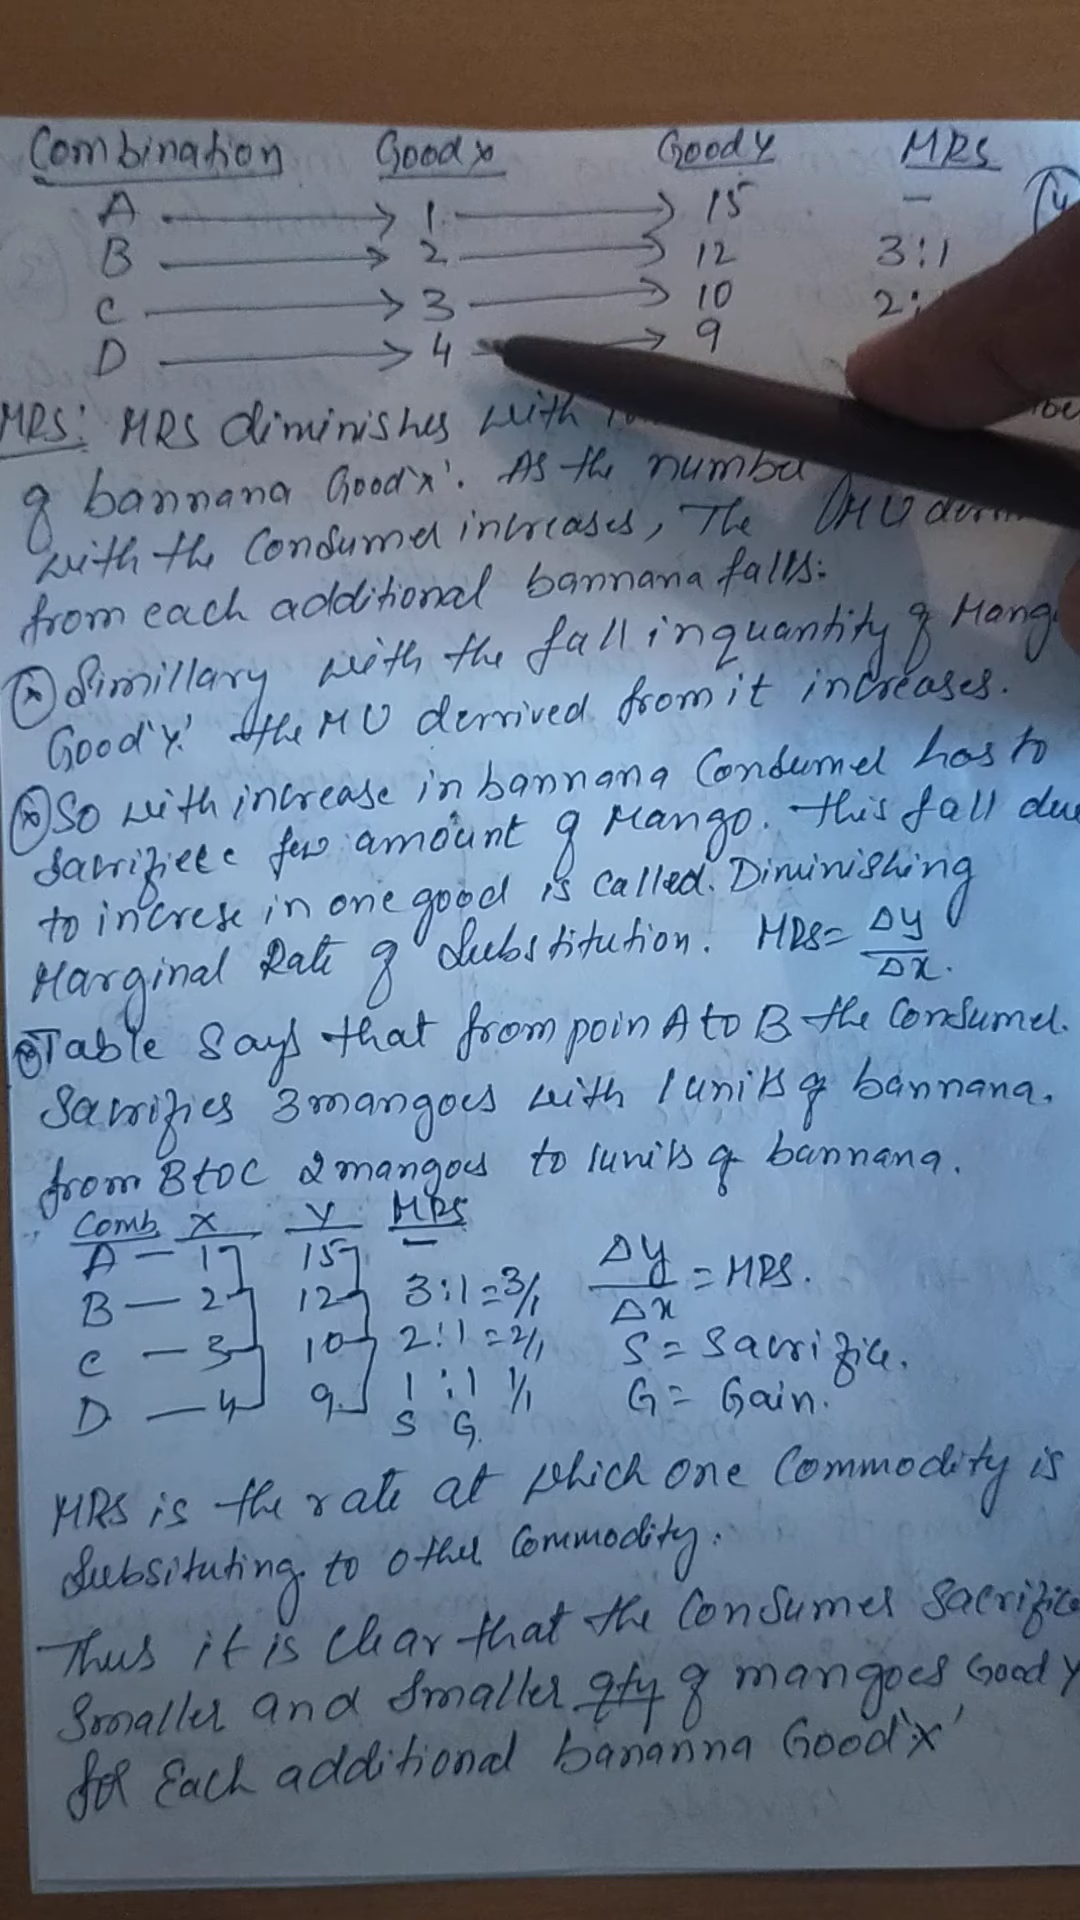 Combination Good x Good y MRS
A → 1 → 15 –
B → 2 → 12 3:1
C → 3 → 10 2:
D → 4 → 9
MRS: MRS diminishes with
of bannana Good 'x'. As the number
with the Consumer increases, The MU
from each additional bannana falls:
Simillary with the fall in quantity of Mang
Good 'Y' the MU derrived from it increases.
So with increase in bannana Consumer has to
Sacrifiece few amount of Mango. this fall due
to increse in one good is called. Diminishing
Marginal Rate of Substitution. MRS = Δy/Δx.
Table Says that from poin A to B the Consumer.
Sacrifies 3 mangoes with 1 units of bannana.
from B to C 2 mangoes to 1 units of bannana.
Comb. X Y MRS
A – 1 15 –
B – 2 12 3:1 = 3/1 Δy/Δx = MRS.
C – 3 10 2:1 = 2/1 S = Sacrifice.
D – 4 9 1:1 1/1 G = Gain.
S G.
MRS is the rate at which one Commodity is
Subsituting to other Commodity.
Thus it is clear that the Consumer Sacrifice
Smaller and Smaller qty of mangoes Good Y
for Each additional bananna Good 'x'